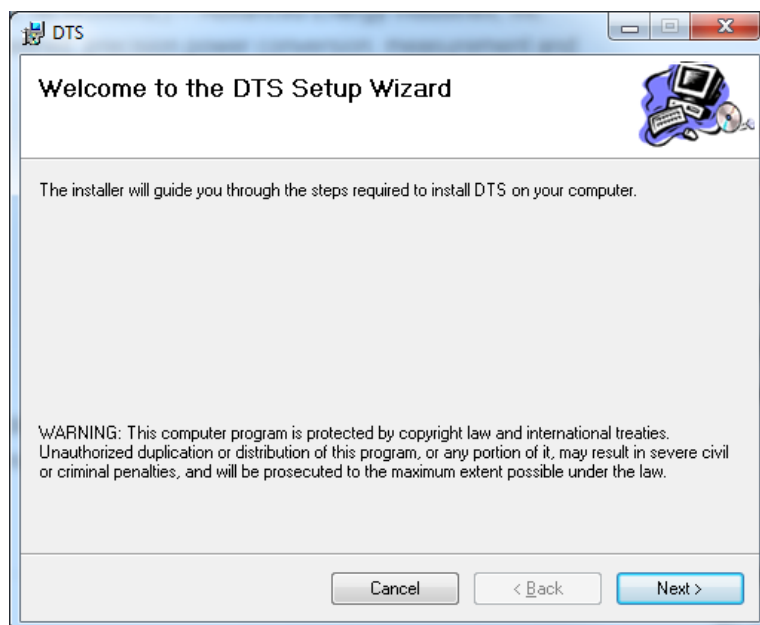 DTS
Welcome to the DTS Setup Wizard
The installer will guide you through the steps required to install DTS on your computer.
WARNING: This computer program is protected by copyright law and international treaties.
Unauthorized duplication or distribution of this program, or any portion of it, may result in severe civil
or criminal penalties, and will be prosecuted to the maximum extent possible under the law.
Cancel
< Back
Next >